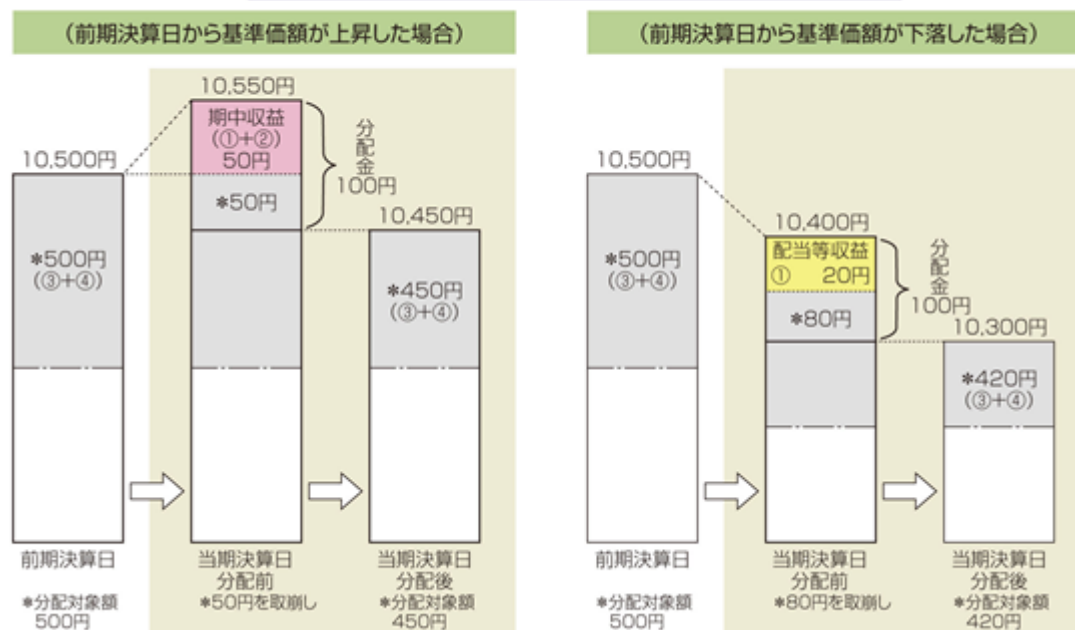 （前期決算日から基準価額が上昇した場合）
10,550円
期中収益
（①+②）
50円
*50円
分配金
100円
10,500円
*500円
（③+④）
10,450円
*450円
（③+④）
前期決算日
*分配対象額
500円
当期決算日
分配前
*50円を取崩し
当期決算日
分配後
*分配対象額
450円
（前期決算日から基準価額が下落した場合）
10,500円
*500円
（③+④）
10,400円
配当等収益
① 20円
*80円
分配金
100円
10,300円
*420円
（③+④）
前期決算日
*分配対象額
500円
当期決算日
分配前
*80円を取崩し
当期決算日
分配後
*分配対象額
420円